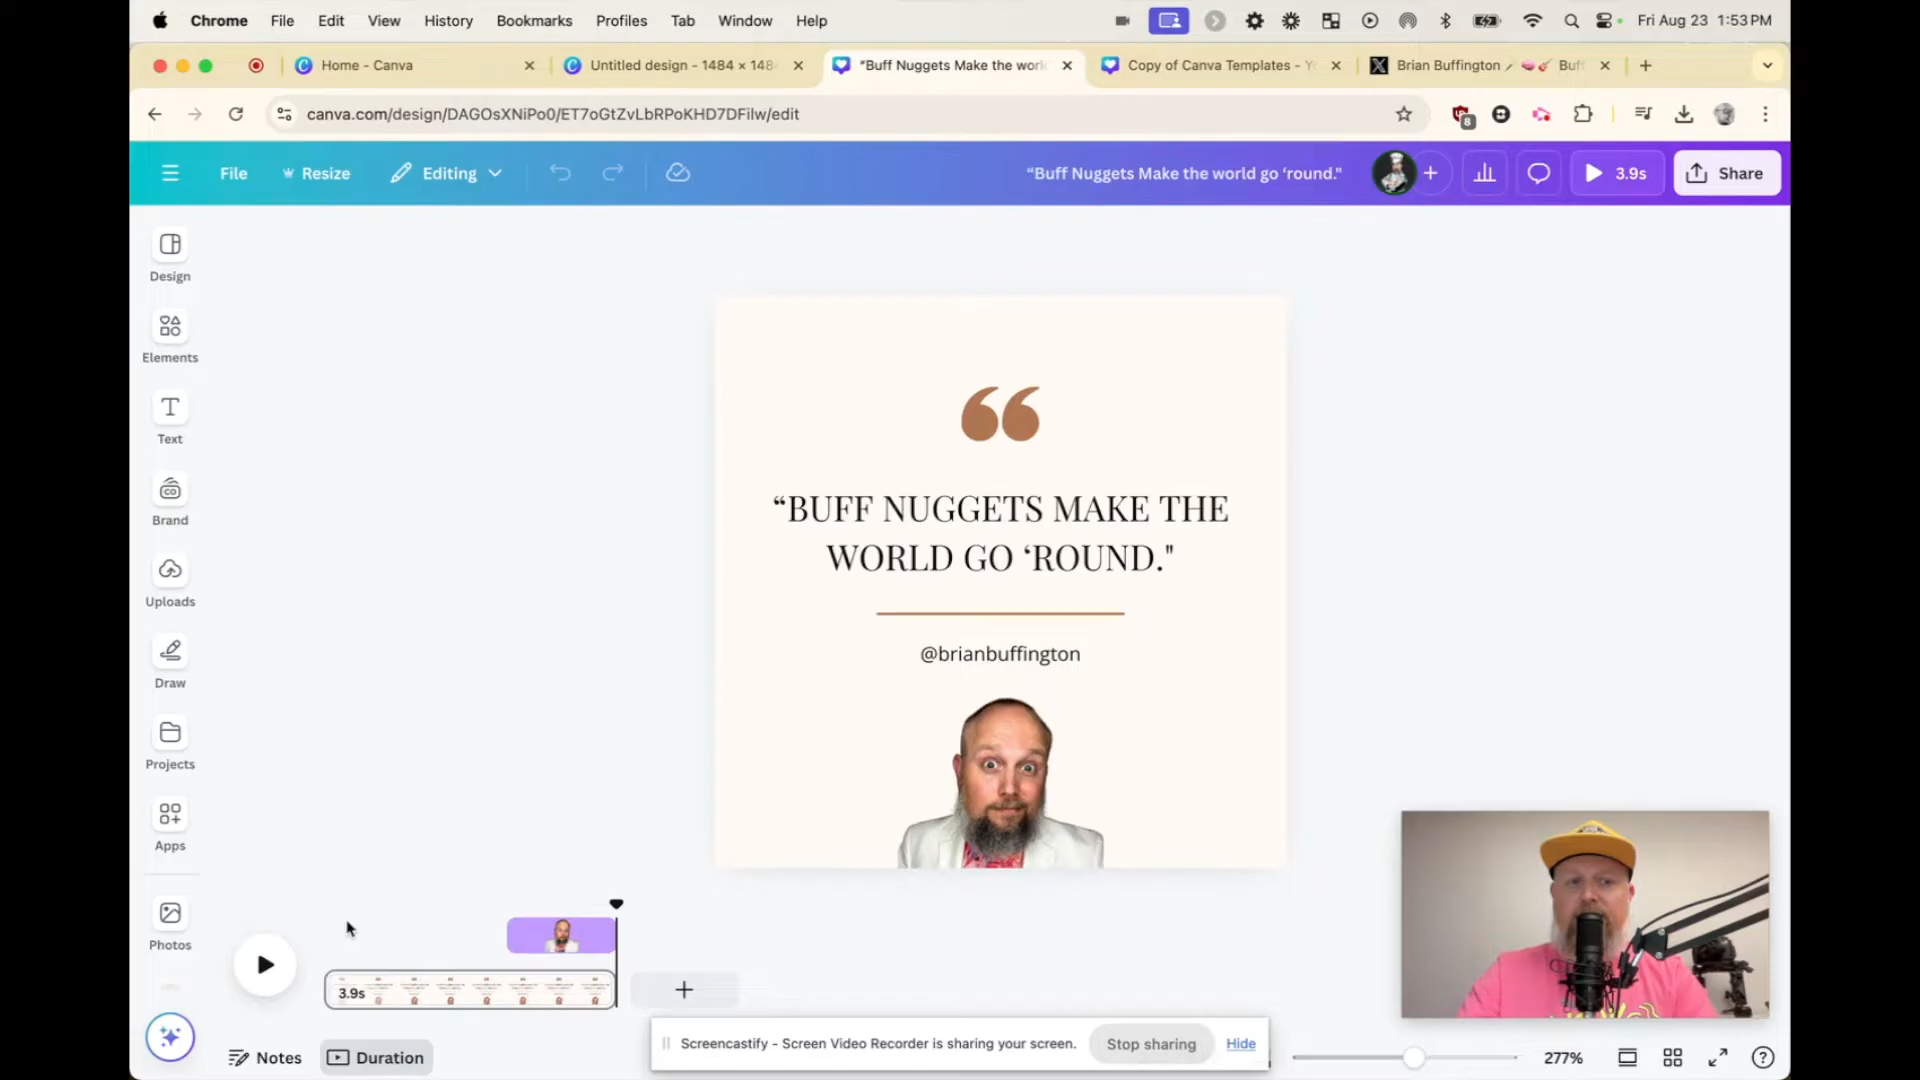 Chrome File Edit View History Bookmarks Profiles Tab Window Help Fri Aug 23 1:53 PM
Home - Canva Untitled design - 1484 × 148 "Buff Nuggets Make the worl Copy of Canva Templates - Yo Brian Buffington Buf
canva.com/design/DAGOsXNiPo0/ET7oGtZvLbRPoKHD7DFilw/edit 8
File Resize Editing “Buff Nuggets Make the world go ‘round." 3.9s Share
Design
Elements
Text
CO
Brand
Uploads
Draw
Projects
Apps
Photos
“BUFF NUGGETS MAKE THE
WORLD GO ‘ROUND."
@brianbuffington
3.9s
Notes Duration
Screencastify - Screen Video Recorder is sharing your screen. Stop sharing Hide
277%